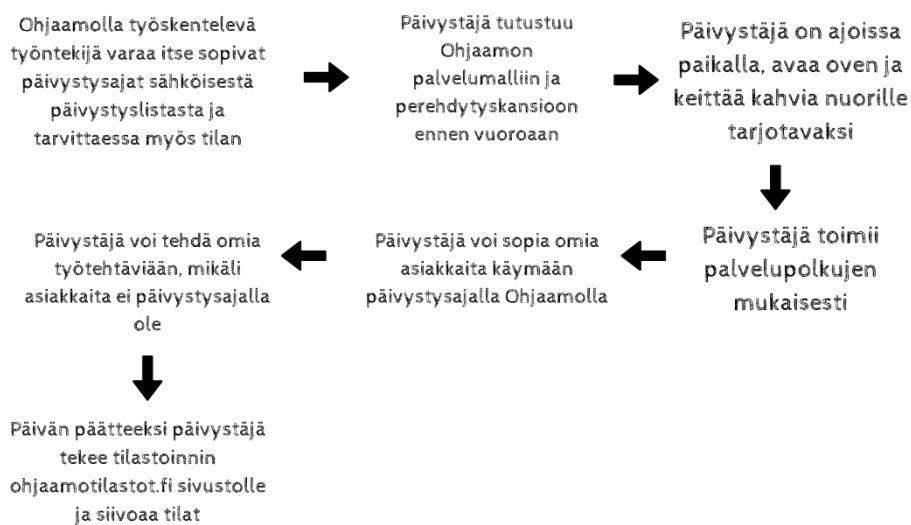 Ohjaamolla työskentelevä
työntekijä varaa itse sopivat
päivystysajat sähköisestä
päivystyslistasta ja
tarvittaessa myös tilan
Päivystäjä tutustuu
Ohjaamon
palvelumalliin ja
perehdytyskansioon
ennen vuoroaan
Päivystäjä on ajoissa
paikalla, avaa oven ja
keittää kahvia nuorille
tarjotavaksi
Päivystäjä toimii
palvelupolkujen
mukaisesti
Päivystäjä voi sopia omia
asiakkaita käymään
päivystysajalla Ohjaamolla
Päivystäjä voi tehdä omia
työtehtäviään, mikäli
asiakkaita ei päivystysajalla
ole
Päivän päätteeksi päivystäjä
tekee tilastoinnin
ohjaamotilastot.fi sivustolle
ja siivoaa tilat